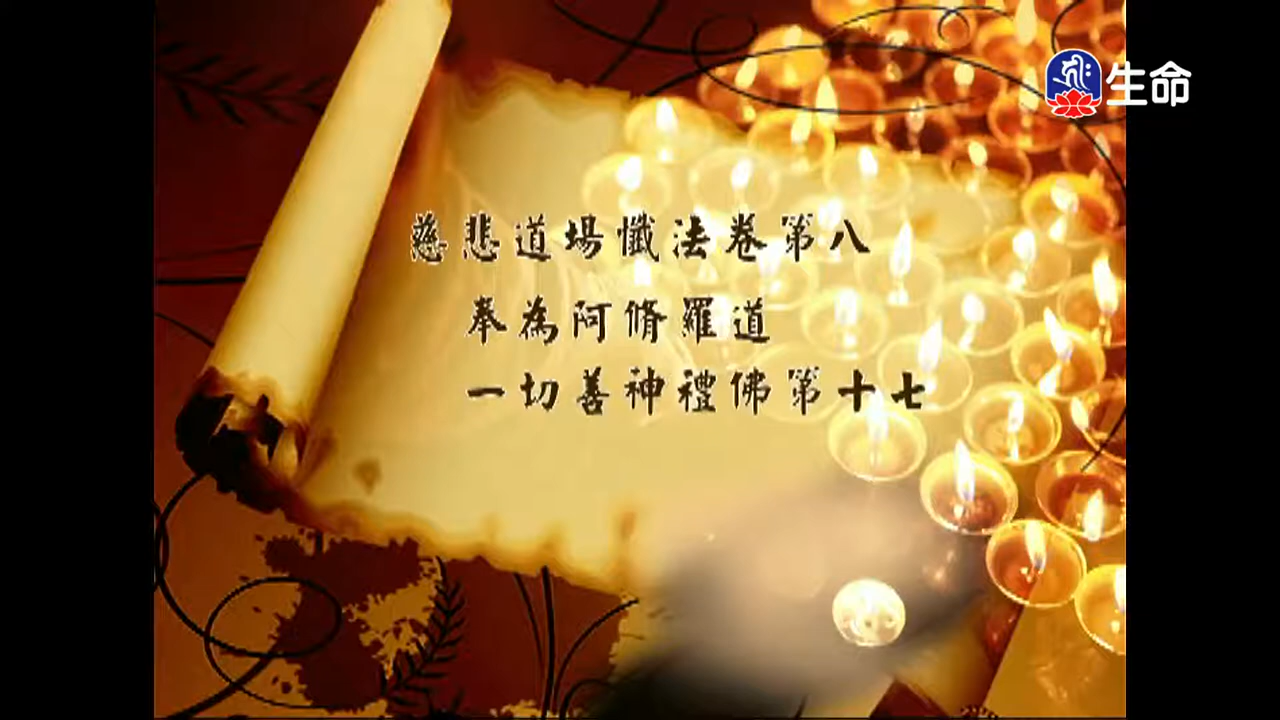 生命
慈悲道場懺法卷第八
奉為阿脩羅道
一切善神禮佛第十七